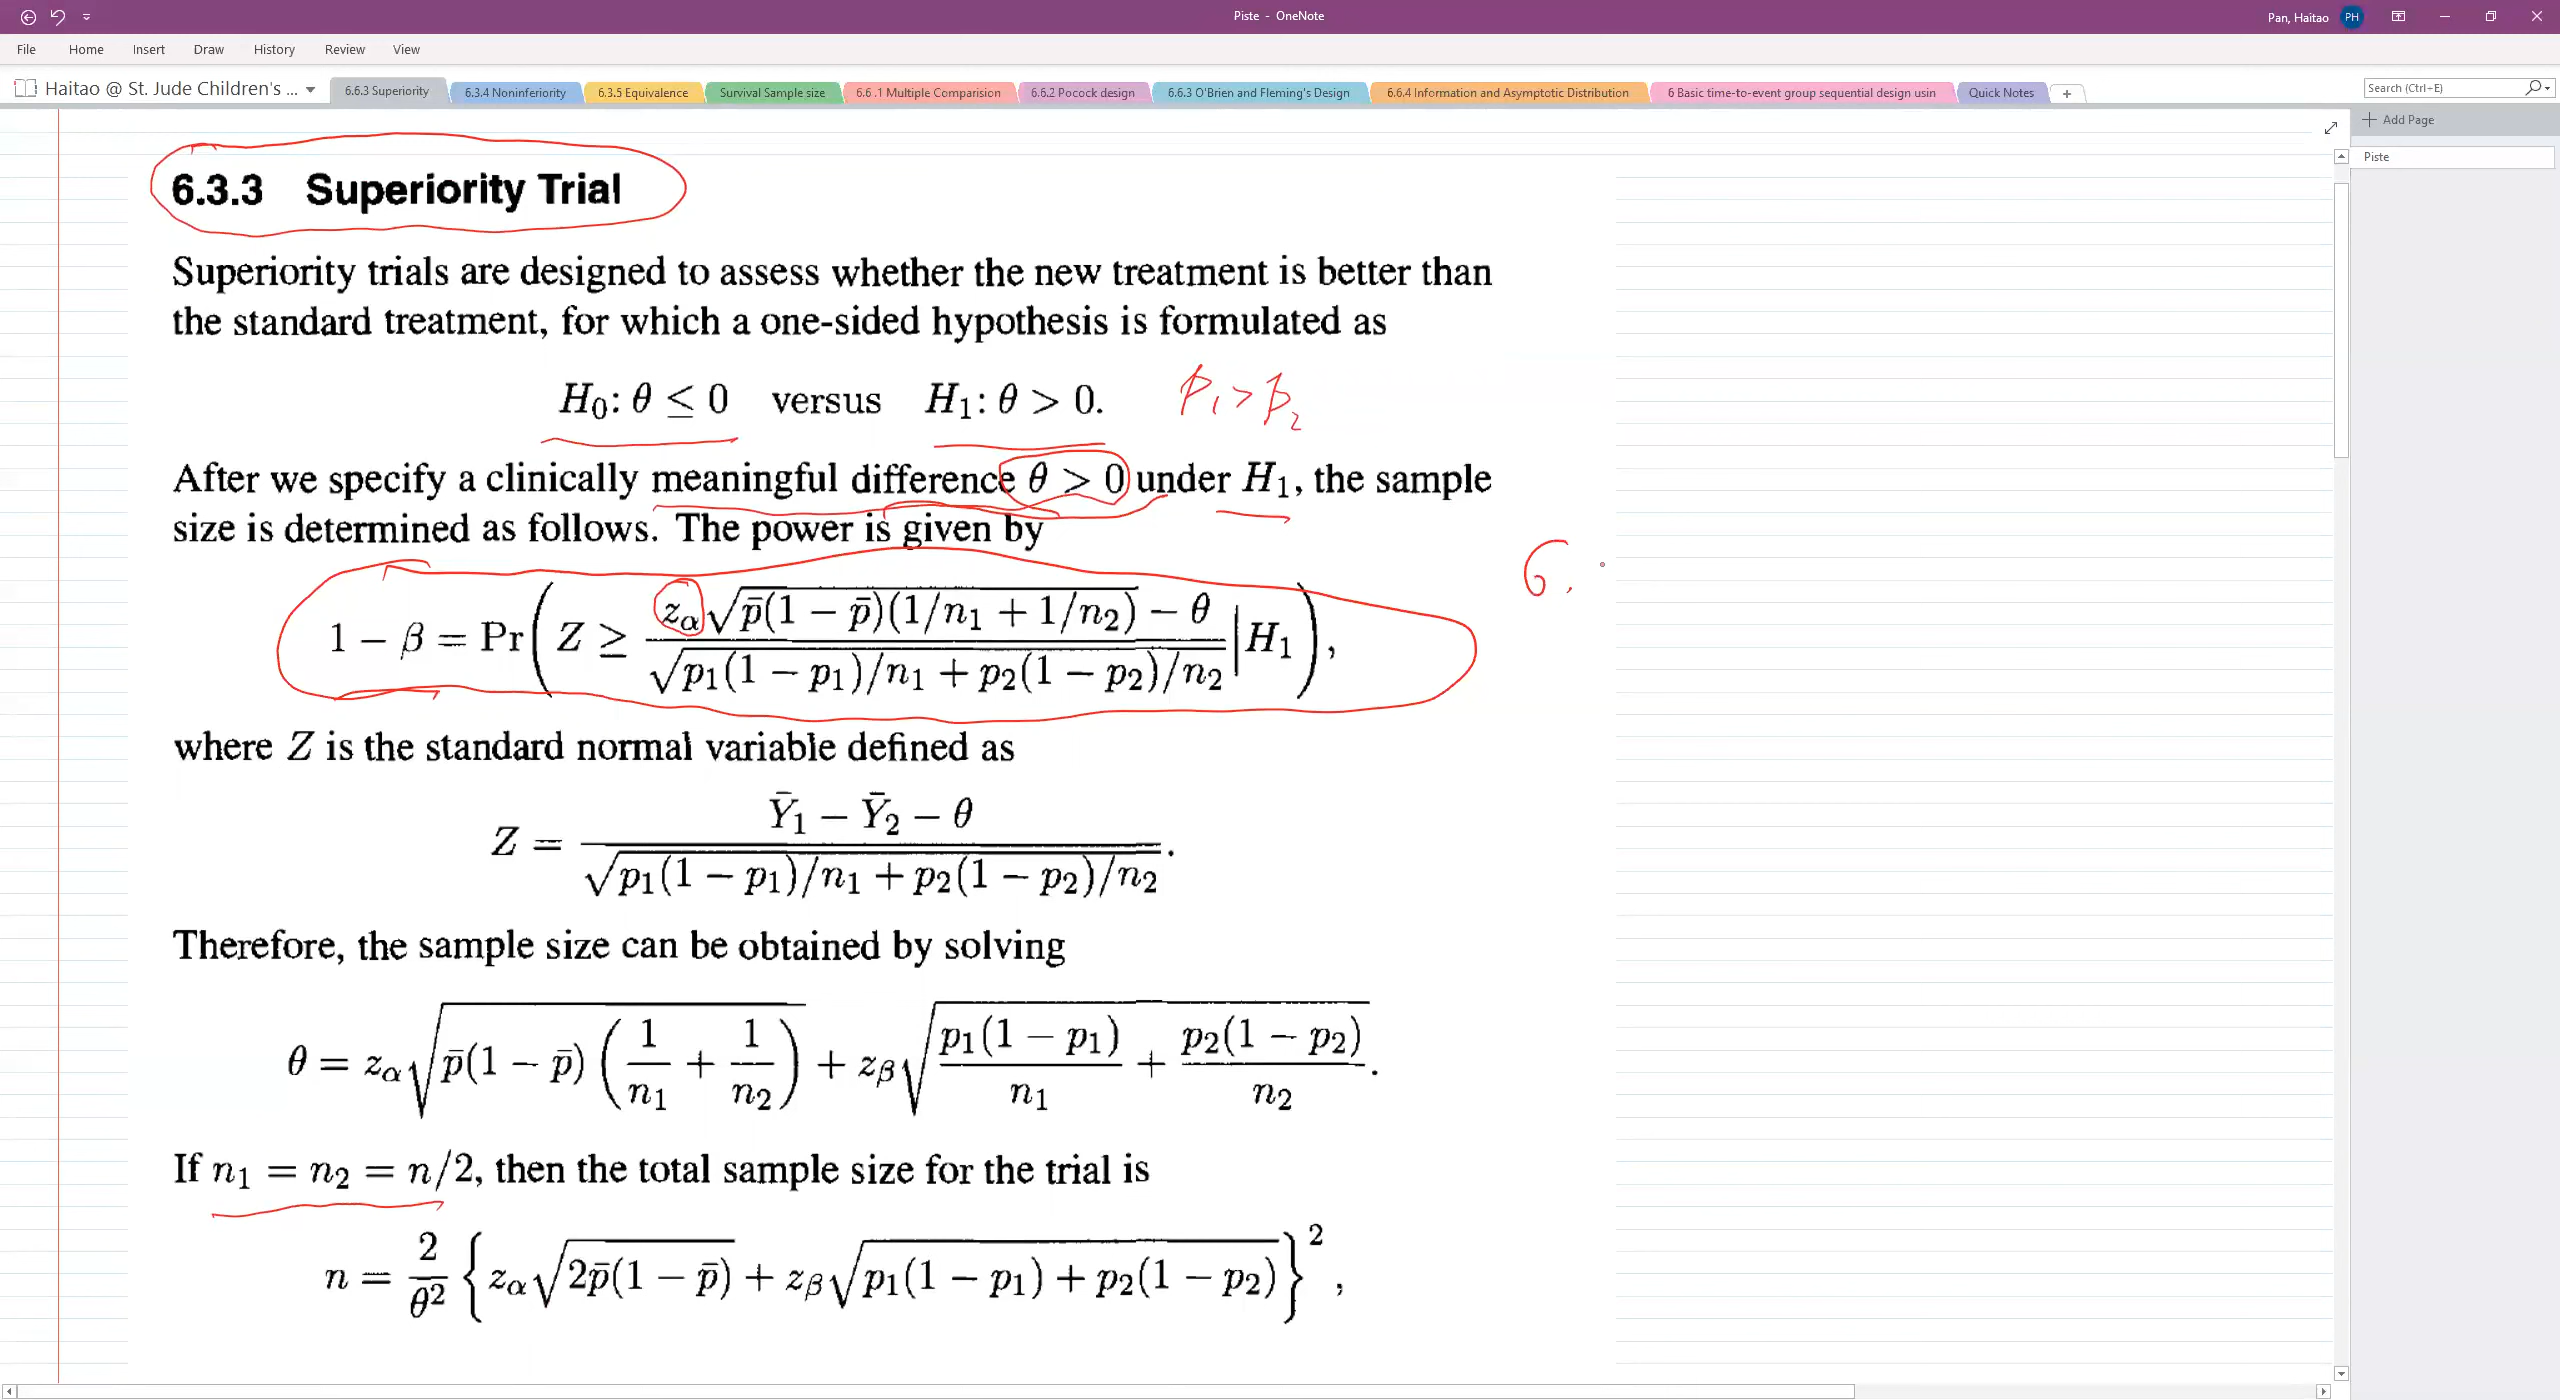 Piste - OneNote
Pan, Haitao PH
File Home Insert Draw History Review View
Haitao @ St. Jude Children's ... 6.6.3 Superiority 6.3.4 Noninferiority 6.3.5 Equivalence Survival Sample size 6.6 .1 Multiple Comparision 6.6.2 Pocock design 6.6.3 O'Brien and Fleming's Design 6.6.4 Information and Asymptotic Distribution 6 Basic time-to-event group sequential design usin Quick Notes + Search (Ctrl+E)
Add Page
Piste
6.3.3 Superiority Trial
Superiority trials are designed to assess whether the new treatment is better than
the standard treatment, for which a one-sided hypothesis is formulated as
H₀: θ ≤ 0 versus H₁: θ > 0. p₁ > p₂
After we specify a clinically meaningful difference θ > 0 under H₁, the sample
size is determined as follows. The power is given by
6.
1 − β = Pr( Z ≥ (z_α √(p̄(1 − p̄)(1/n₁ + 1/n₂)) − θ) / √(p₁(1 − p₁)/n₁ + p₂(1 − p₂)/n₂) | H₁ ),
where Z is the standard normal variable defined as
Z = (Ȳ₁ − Ȳ₂ − θ) / √(p₁(1 − p₁)/n₁ + p₂(1 − p₂)/n₂).
Therefore, the sample size can be obtained by solving
θ = z_α √(p̄(1 − p̄)(1/n₁ + 1/n₂)) + z_β √(p₁(1 − p₁)/n₁ + p₂(1 − p₂)/n₂).
If n₁ = n₂ = n/2, then the total sample size for the trial is
n = 2/θ² { z_α √(2p̄(1 − p̄)) + z_β √(p₁(1 − p₁) + p₂(1 − p₂)) }²,